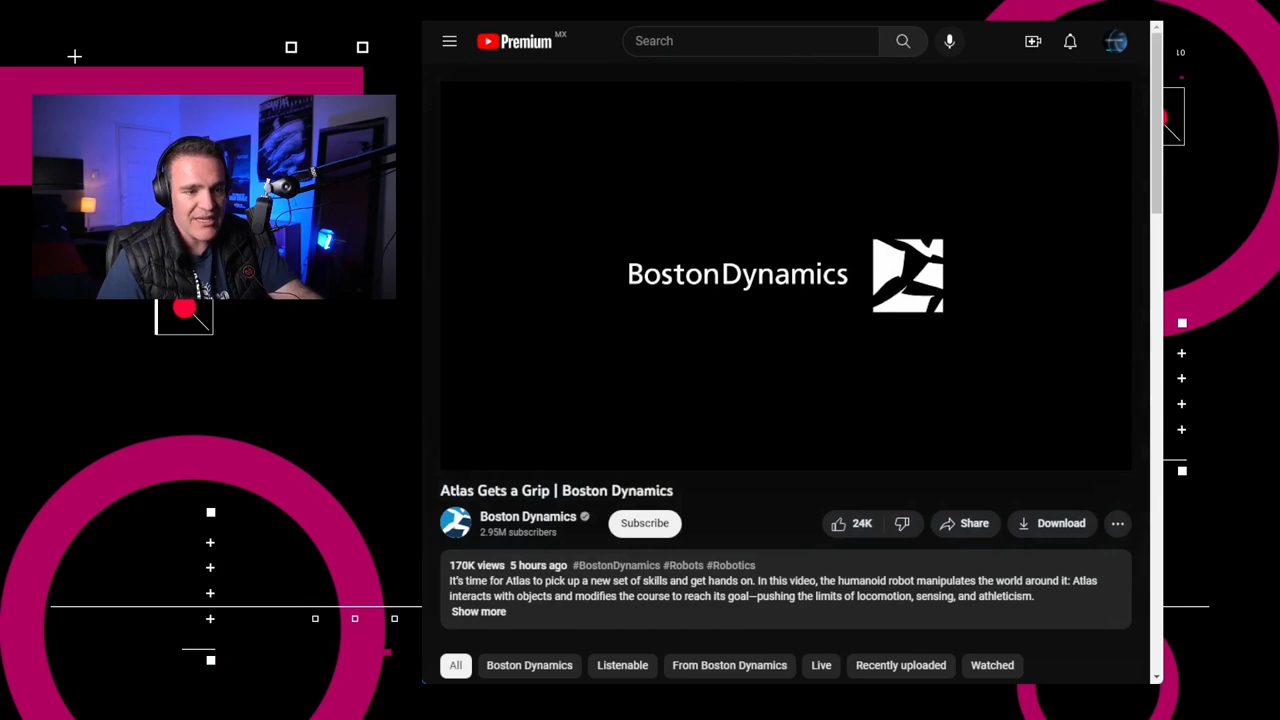 Premium MX
Search
10
BostonDynamics
Atlas Gets a Grip | Boston Dynamics
Boston Dynamics
2.95M subscribers
Subscribe
24K
Share
Download
170K views 5 hours ago #BostonDynamics #Robots #Robotics
It's time for Atlas to pick up a new set of skills and get hands on. In this video, the humanoid robot manipulates the world around it: Atlas
interacts with objects and modifies the course to reach its goal—pushing the limits of locomotion, sensing, and athleticism.
Show more
All
Boston Dynamics
Listenable
From Boston Dynamics
Live
Recently uploaded
Watched